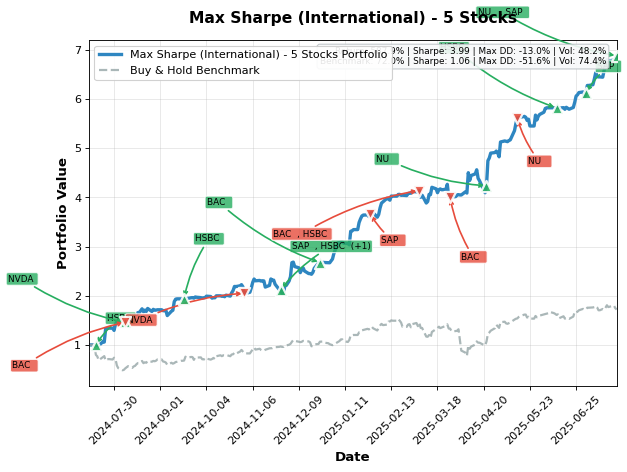 Max Sharpe (International) - 5 Stocks
NU
SAP
Max Sharpe (International) - 5 Stocks Portfolio
Buy & Hold Benchmark
9% | Sharpe: 3.99 | Max DD: -13.0% | Vol: 48.2%
0% | Sharpe: 1.06 | Max DD: -51.6% | Vol: 74.4%
7
6
5
4
3
2
1
Portfolio Value
NU
NU
BAC
HSBC
BAC , HSBC
SAP
SAP , HSBC (+1)
BAC
NVDA
NVDA
BAC
2024-07-30
2024-09-01
2024-10-04
2024-11-06
2024-12-09
2025-01-11
2025-02-13
2025-03-18
2025-04-20
2025-05-23
2025-06-25
Date